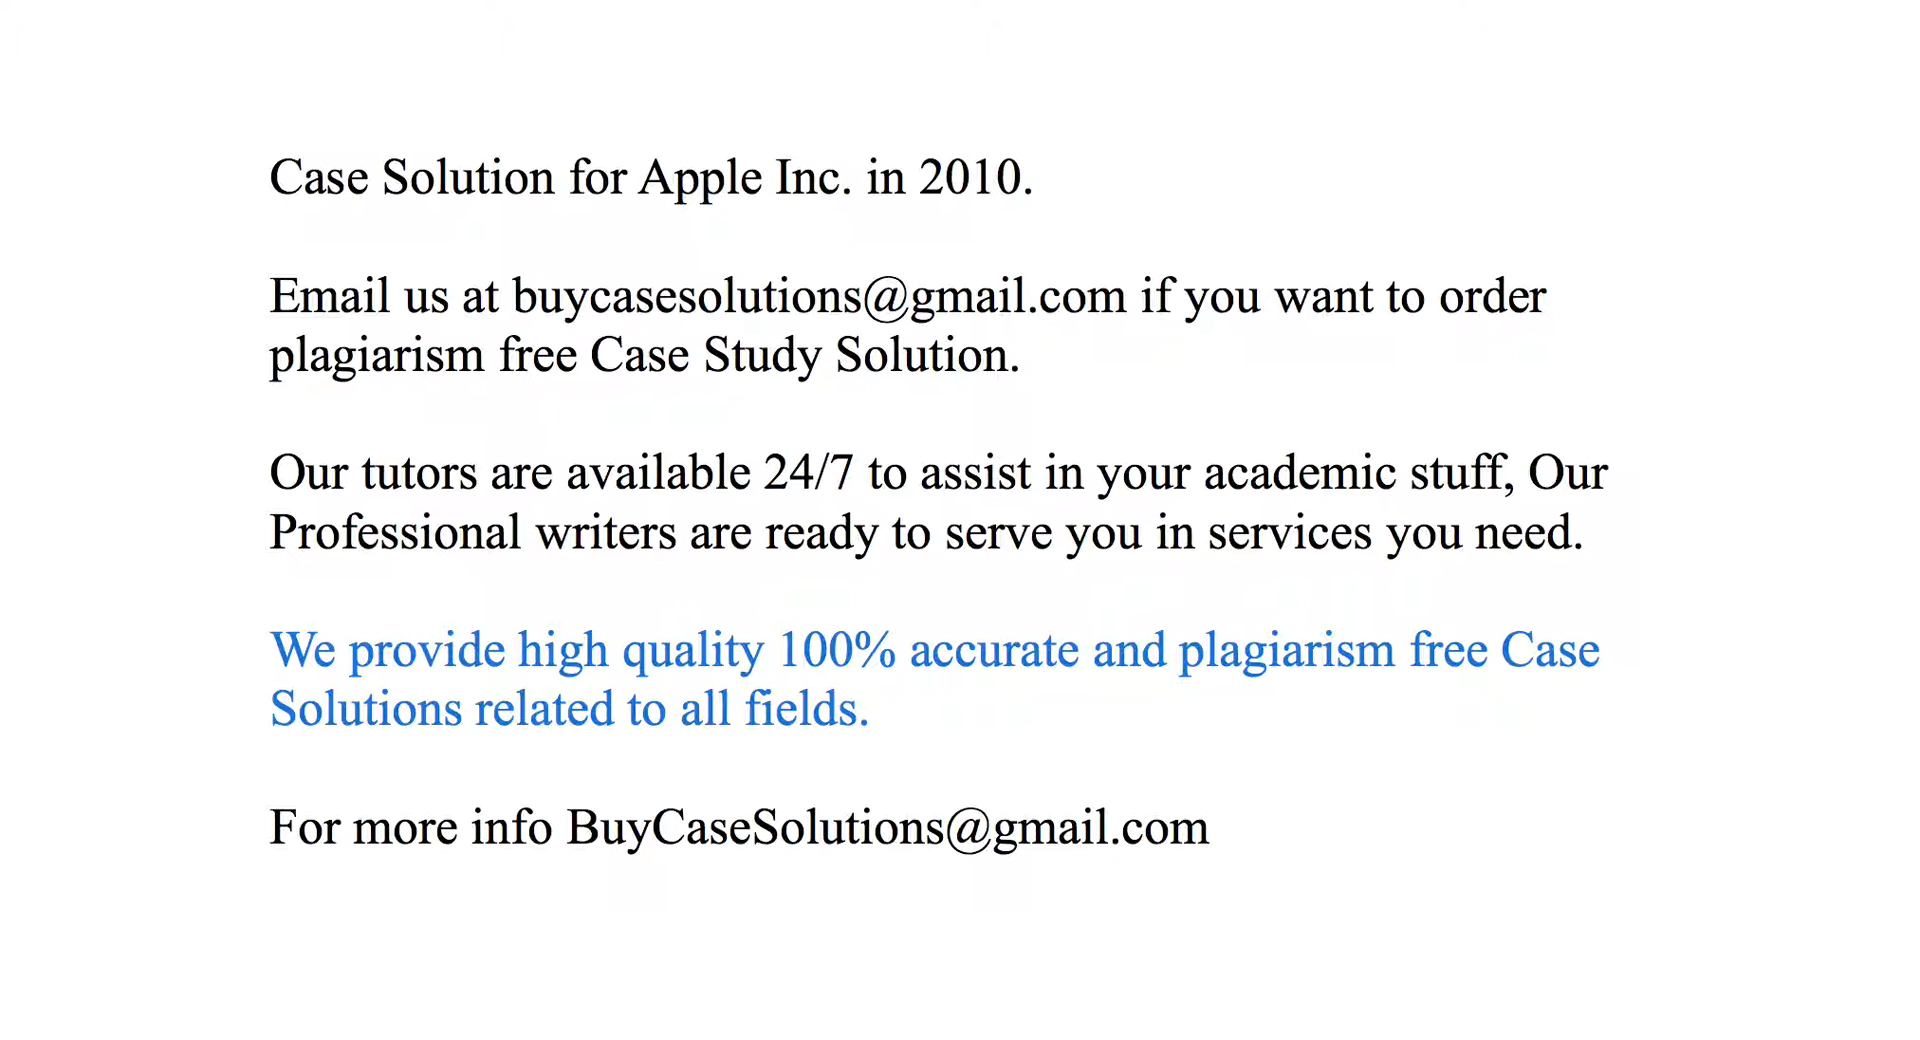 Case Solution for Apple Inc. in 2010.
Email us at buycasesolutions@gmail.com if you want to order
plagiarism free Case Study Solution.
Our tutors are available 24/7 to assist in your academic stuff, Our
Professional writers are ready to serve you in services you need.
We provide high quality 100% accurate and plagiarism free Case
Solutions related to all fields.
For more info BuyCaseSolutions@gmail.com